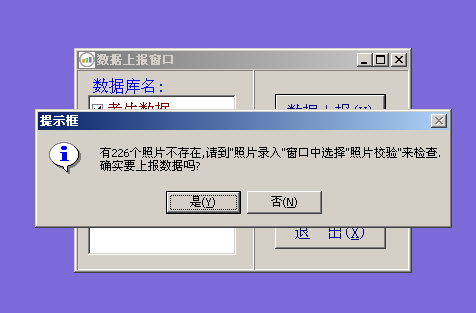 数据上报窗口
数据库名:
考生数据
数据上报(U)
提示框
有226个照片不存在,请到"照片录入"窗口中选择"照片校验"来检查.
确实要上报数据吗?
是(Y)
否(N)
退 出(X)